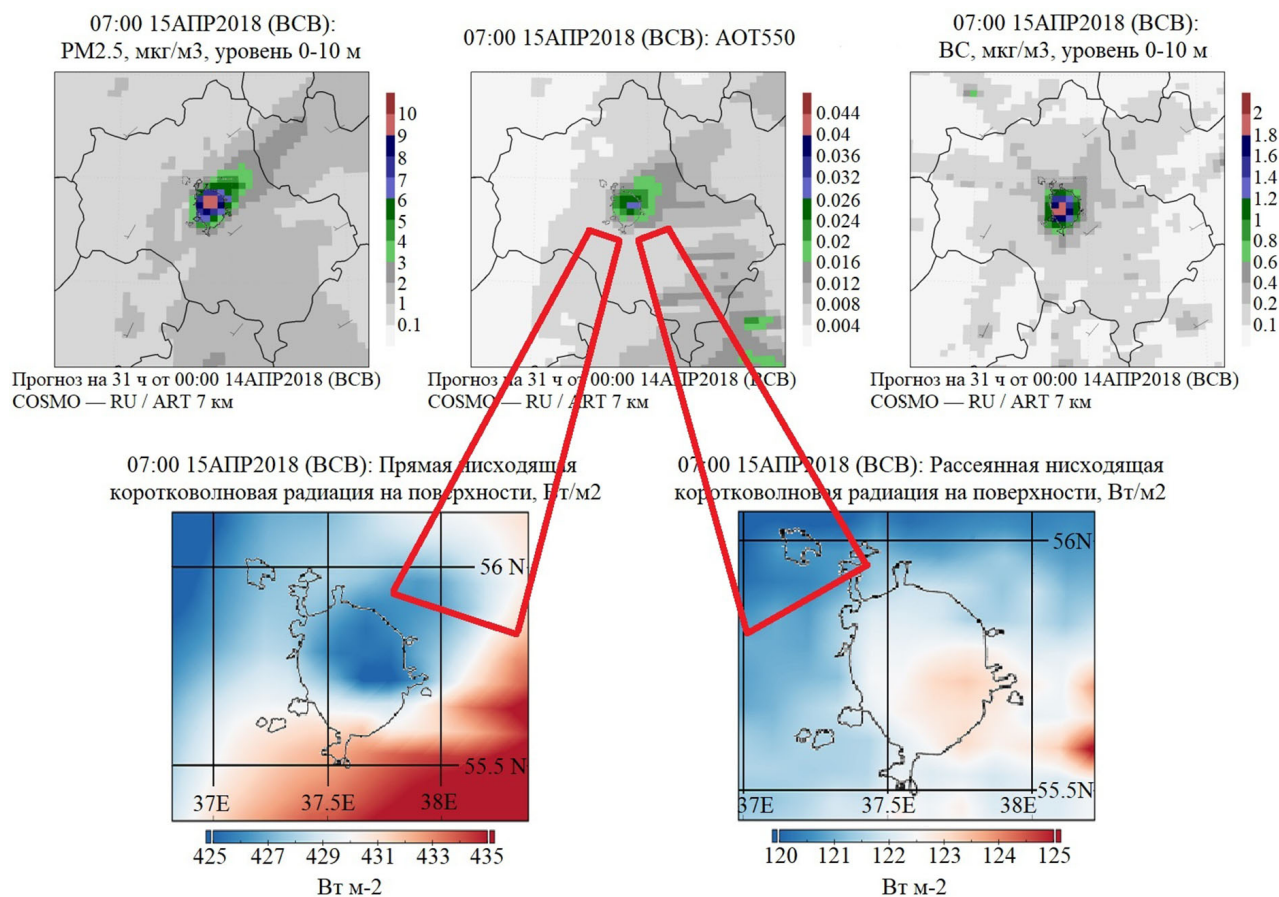 07:00 15АПР2018 (ВСВ):
PM2.5, мкг/м3, уровень 0-10 м
10
9
8
7
6
5
4
3
2
1
0.1
Прогноз на 31 ч от 00:00 14АПР2018 (ВСВ)
COSMO — RU / ART 7 км
07:00 15АПР2018 (ВСВ): AOT550
0.044
0.04
0.036
0.032
0.028
0.024
0.02
0.016
0.012
0.008
0.004
Прогноз на 31 ч от 00:00 14АПР2018 (ВСВ)
COSMO — RU / ART 7 км
07:00 15АПР2018 (ВСВ):
BC, мкг/м3, уровень 0-10 м
2
1.8
1.6
1.4
1.2
1
0.8
0.6
0.4
0.2
0.1
Прогноз на 31 ч от 00:00 14АПР2018 (ВСВ)
COSMO — RU / ART 7 км
07:00 15АПР2018 (ВСВ): Прямая нисходящая
коротковолновая радиация на поверхности, Вт/м2
56 N
55.5 N
37E 37.5E 38E
425 427 429 431 433 435
Вт м-2
07:00 15АПР2018 (ВСВ): Рассеянная нисходящая
коротковолновая радиация на поверхности, Вт/м2
56N
55.5N
37E 37.5E 38E
120 121 122 123 124 125
Вт м-2